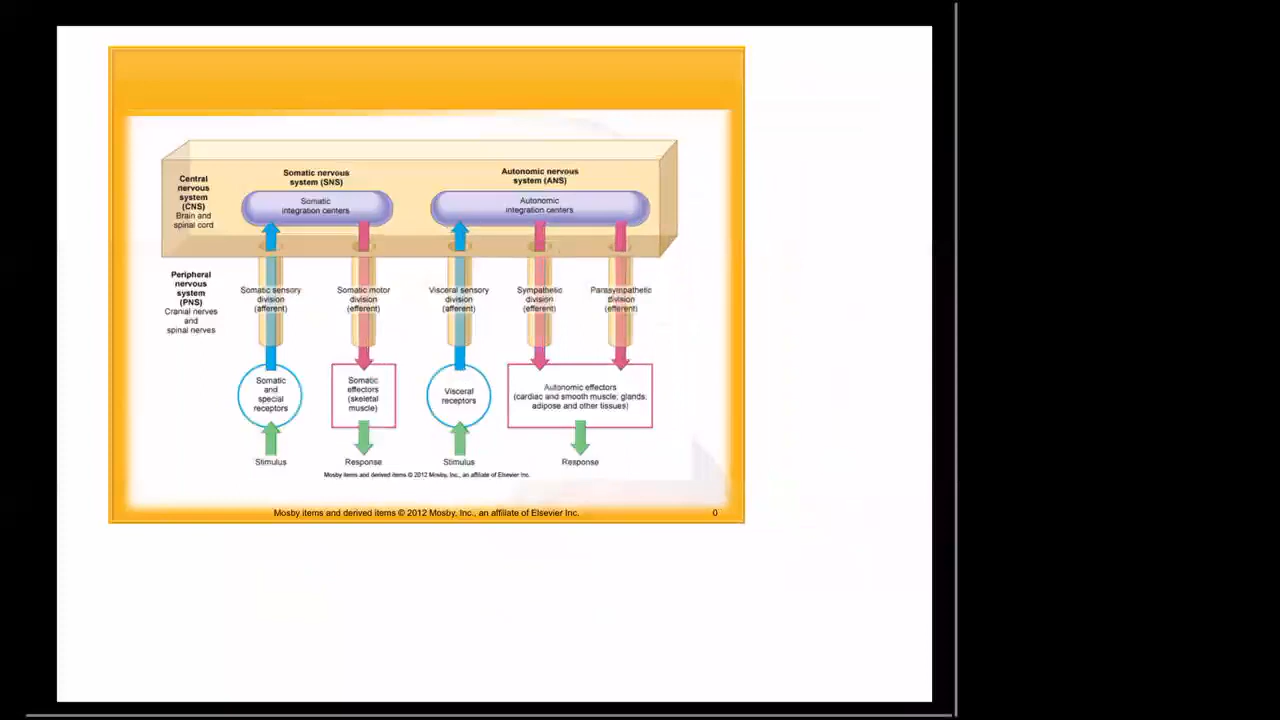 Somatic nervous
system (SNS)
Autonomic nervous
system (ANS)
Central
nervous
system
(CNS)
Brain and
spinal cord
Somatic
integration centers
Autonomic
integration centers
Peripheral
nervous
system
(PNS)
Cranial nerves
and
spinal nerves
Somatic sensory
division
(afferent)
Somatic motor
division
(efferent)
Visceral sensory
division
(afferent)
Sympathetic
division
(efferent)
Parasympathetic
division
(efferent)
Somatic
and
special
receptors
Somatic
effectors
(skeletal
muscle)
Visceral
receptors
Autonomic effectors
(cardiac and smooth muscle; glands;
adipose and other tissues)
Stimulus
Response
Stimulus
Response
Mosby items and derived items © 2012 Mosby, Inc., an affiliate of Elsevier Inc.
Mosby items and derived items © 2012 Mosby, Inc., an affiliate of Elsevier Inc.
0